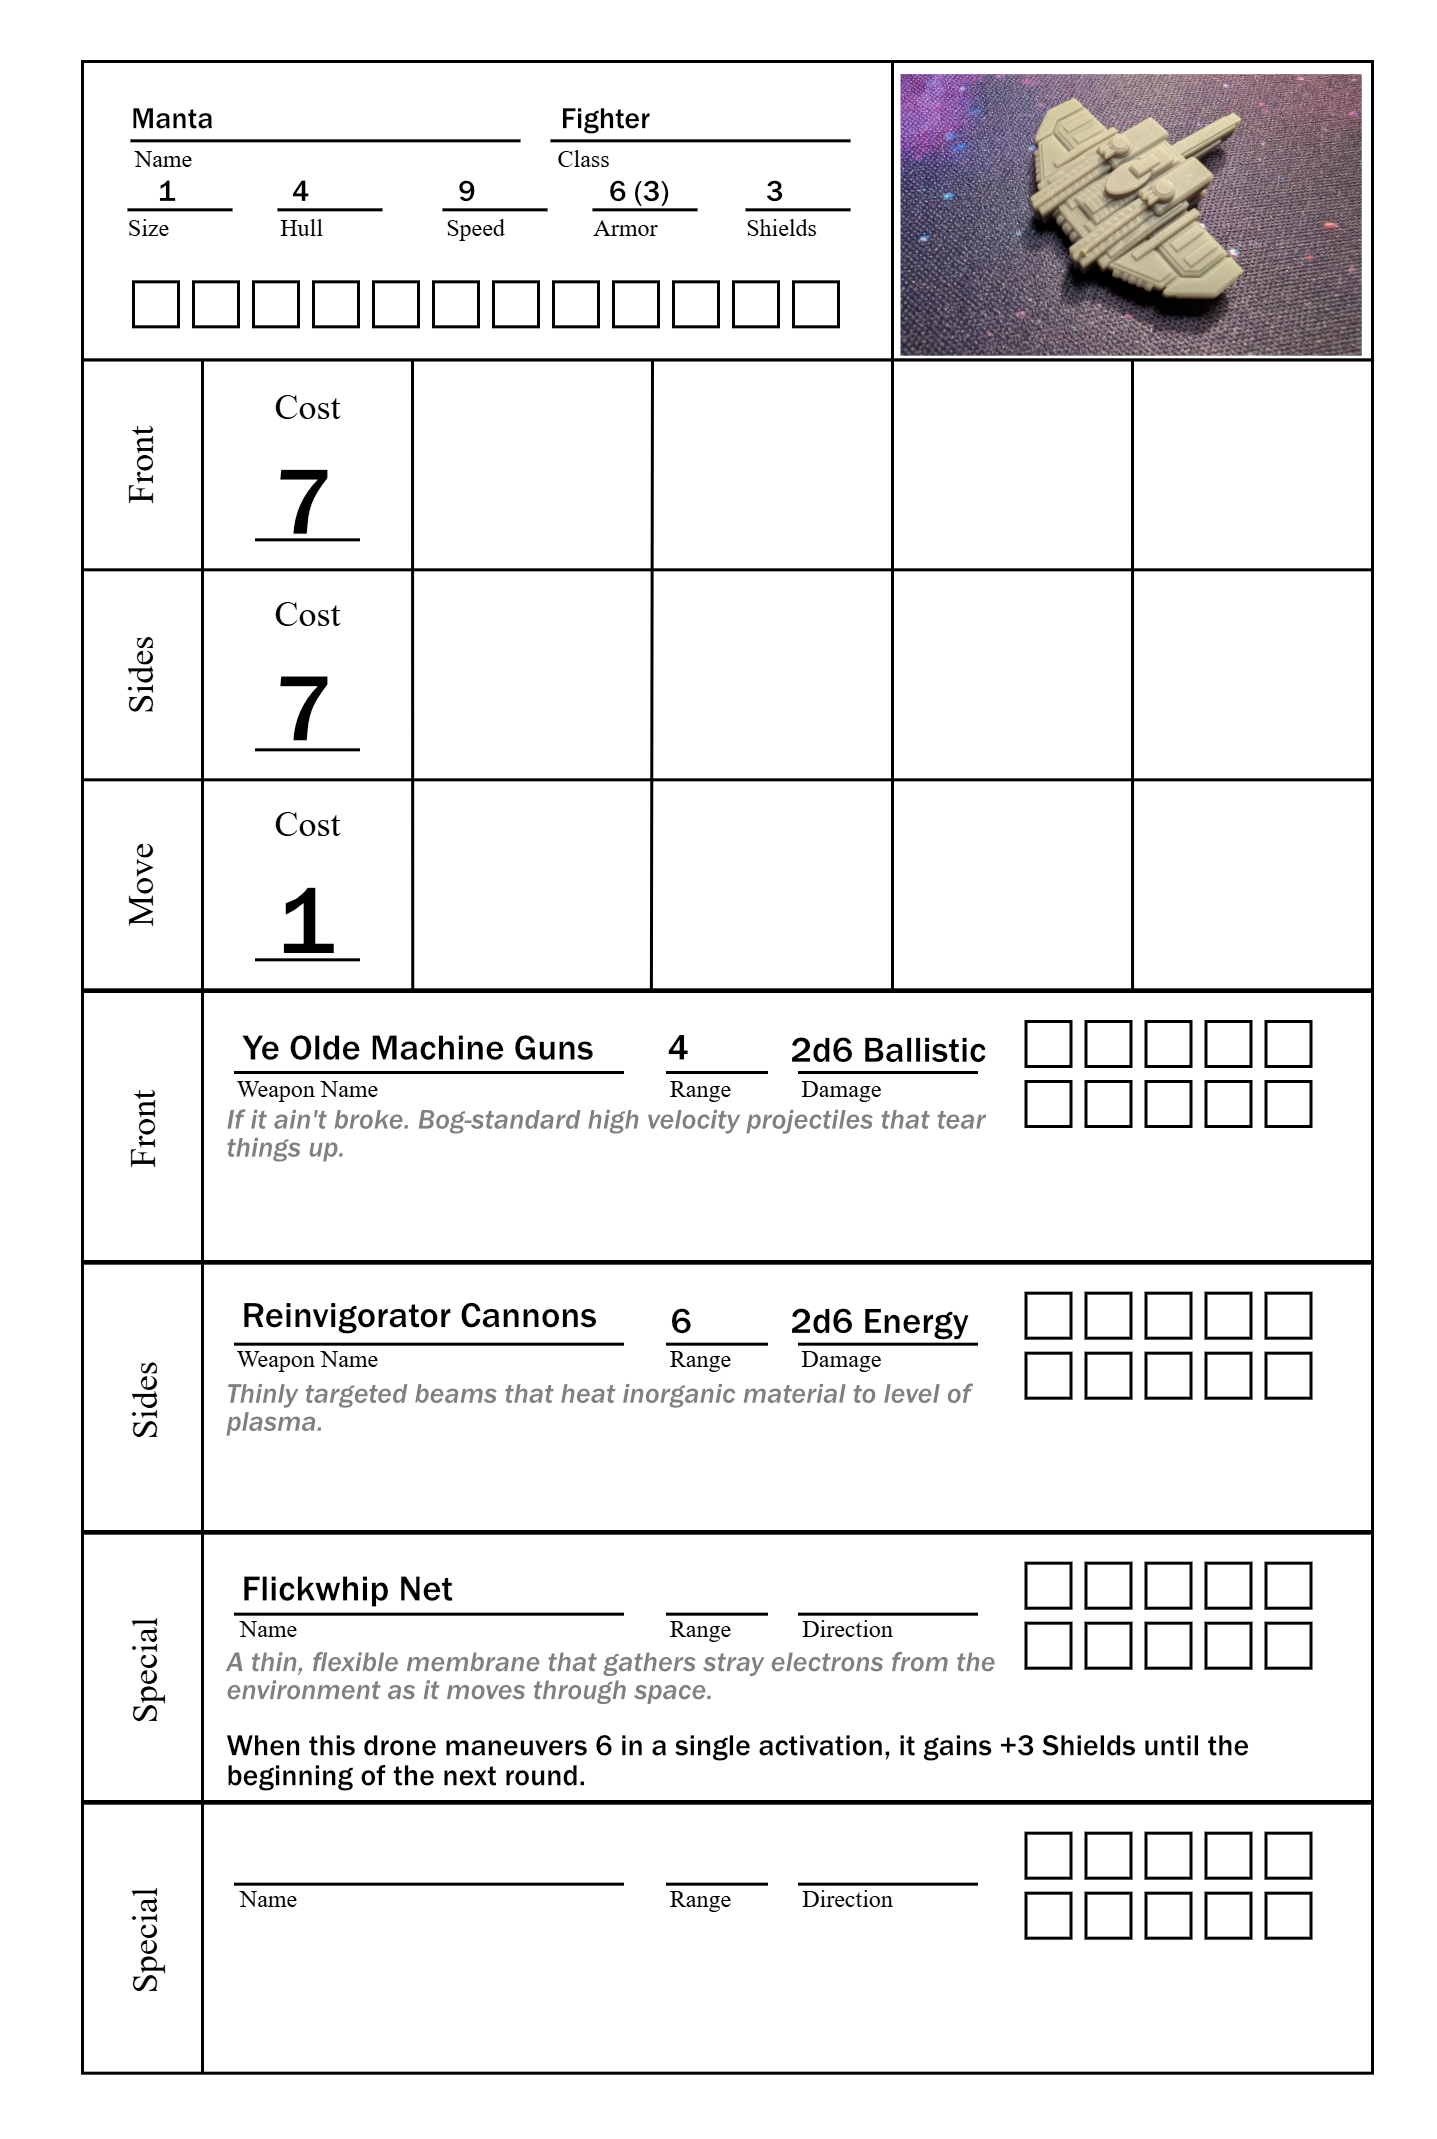 Manta Fighter
Name Class
1 4 9 6 (3) 3
Size Hull Speed Armor Shields
Front Cost
7
Sides Cost
7
Move Cost
1
Front
Ye Olde Machine Guns 4 2d6 Ballistic
Weapon Name Range Damage
If it ain't broke. Bog-standard high velocity projectiles that tear
things up.
Sides
Reinvigorator Cannons 6 2d6 Energy
Weapon Name Range Damage
Thinly targeted beams that heat inorganic material to level of
plasma.
Special
Flickwhip Net
Name Range Direction
A thin, flexible membrane that gathers stray electrons from the
environment as it moves through space.
When this drone maneuvers 6 in a single activation, it gains +3 Shields until the
beginning of the next round.
Special
Name Range Direction